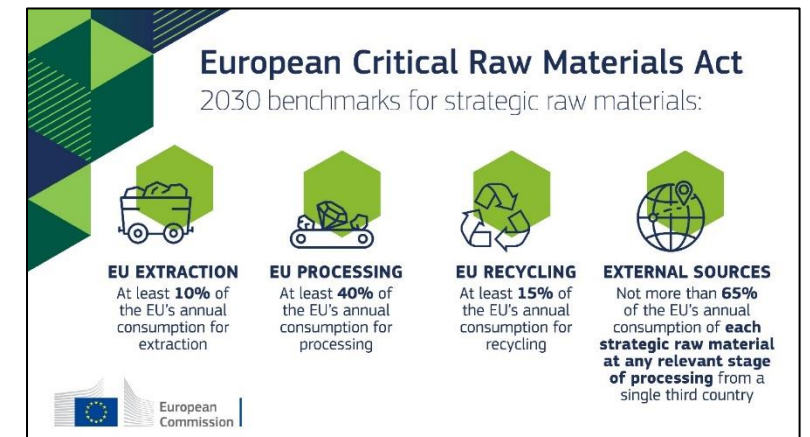 European Critical Raw Materials Act
2030 benchmarks for strategic raw materials:
EU EXTRACTION
At least 10% of
the EU's annual
consumption for
extraction
EU PROCESSING
At least 40% of
the EU's annual
consumption for
processing
EU RECYCLING
At least 15% of
the EU's annual
consumption for
recycling
EXTERNAL SOURCES
Not more than 65%
of the EU's annual
consumption of each
strategic raw material
at any relevant stage
of processing from a
single third country
European
Commission